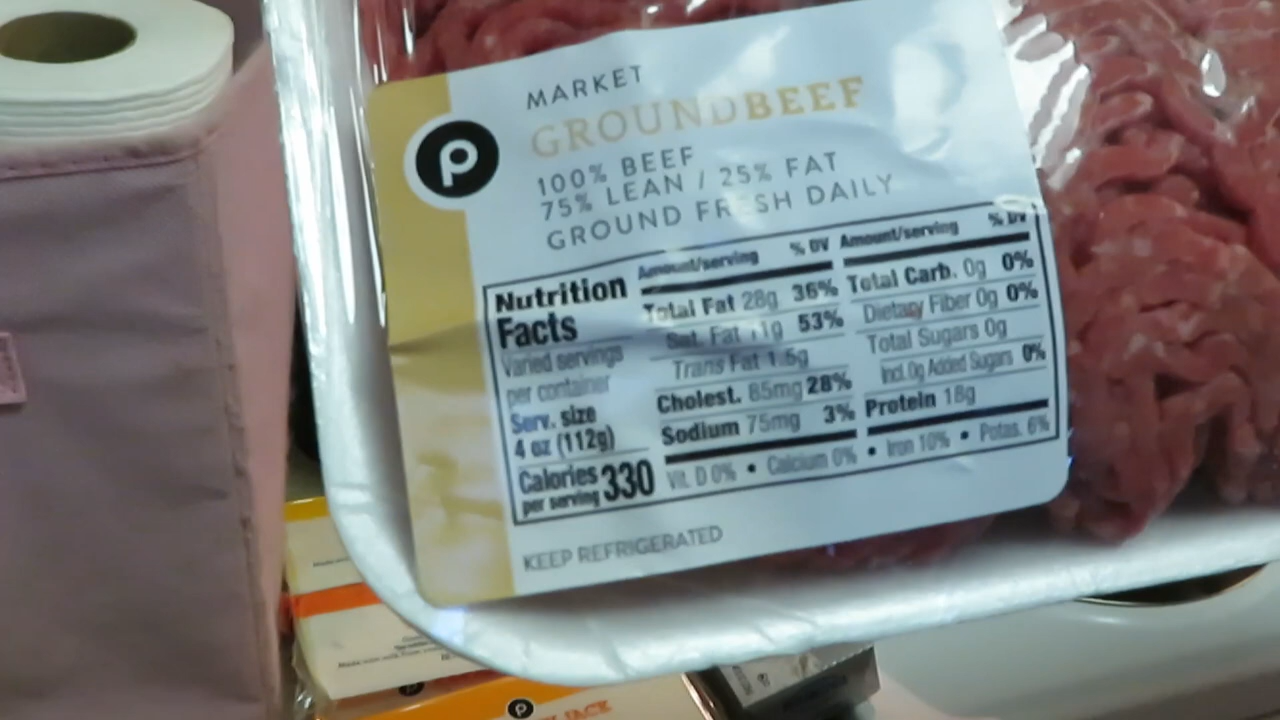 MARKET
GROUNDBEEF
100% BEEF
75% LEAN / 25% FAT
GROUND FRESH DAILY
Nutrition
Facts
Varied servings
per container
Serv. size
4 oz (112g)
Calories 330
per serving
Amount/serving % DV
Total Fat 28g 36%
Sat. Fat 11g 53%
Trans Fat 1.5g
Cholest. 85mg 28%
Sodium 75mg 3%
Amount/serving % DV
Total Carb. 0g 0%
Dietary Fiber 0g 0%
Total Sugars 0g
Incl. 0g Added Sugars 0%
Protein 18g
Vit. D 0% • Calcium 0% • Iron 10% • Potas. 6%
KEEP REFRIGERATED
JACK